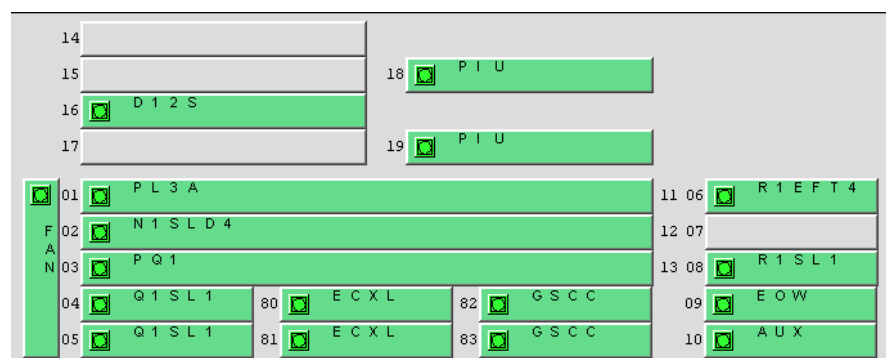 14
15 18 PIU
16 D12S
17 19 PIU
01 PL3A 11 06 R1EFT4
FAN
02 N1SLD4 12 07
03 PQ1 13 08 R1SL1
04 Q1SL1 80 ECXL 82 GSCC 09 EOW
05 Q1SL1 81 ECXL 83 GSCC 10 AUX